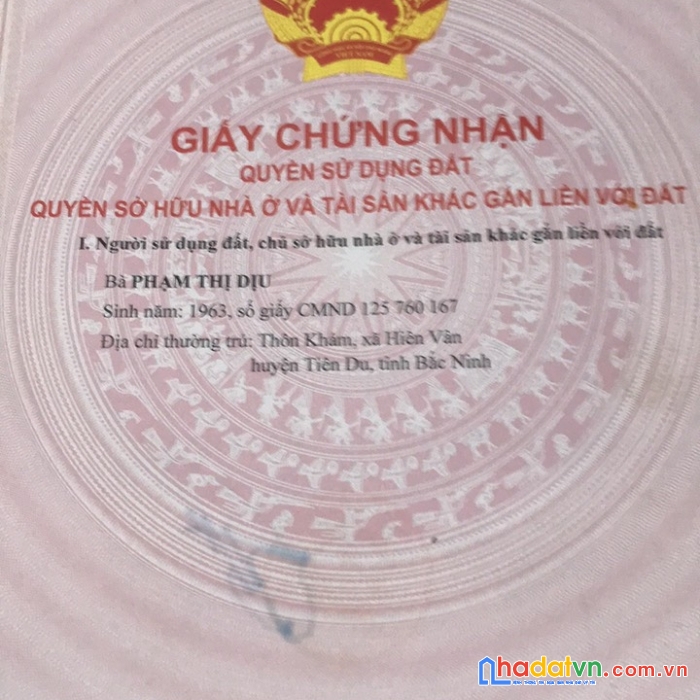 GIẤY CHỨNG NHẬN
QUYỀN SỬ DỤNG ĐẤT
QUYỀN SỞ HỮU NHÀ Ở VÀ TÀI SẢN KHÁC GẮN LIỀN VỚI ĐẤT
I. Người sử dụng đất, chủ sở hữu nhà ở và tài sản khác gắn liền với đất
Bà PHẠM THỊ DỊU
Sinh năm: 1963, số giấy CMND 125 760 167
Địa chỉ thường trú: Thôn Khám, xã Hiên Vân
huyện Tiên Du, tỉnh Bắc Ninh
nhadatvn.com.vn